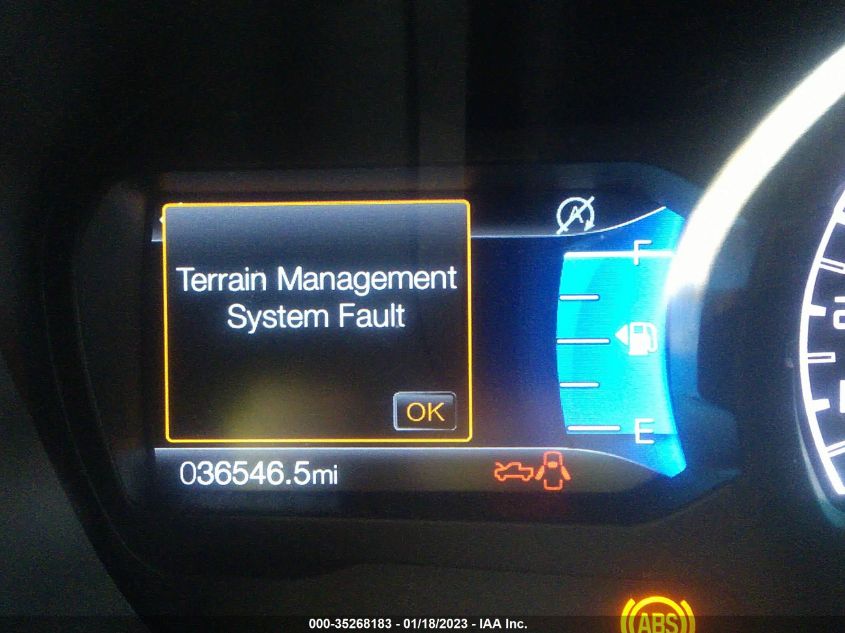 Terrain Management
System Fault
OK
A
F
E
036546.5mi
ABS
000-35268183 - 01/18/2023 - IAA Inc.